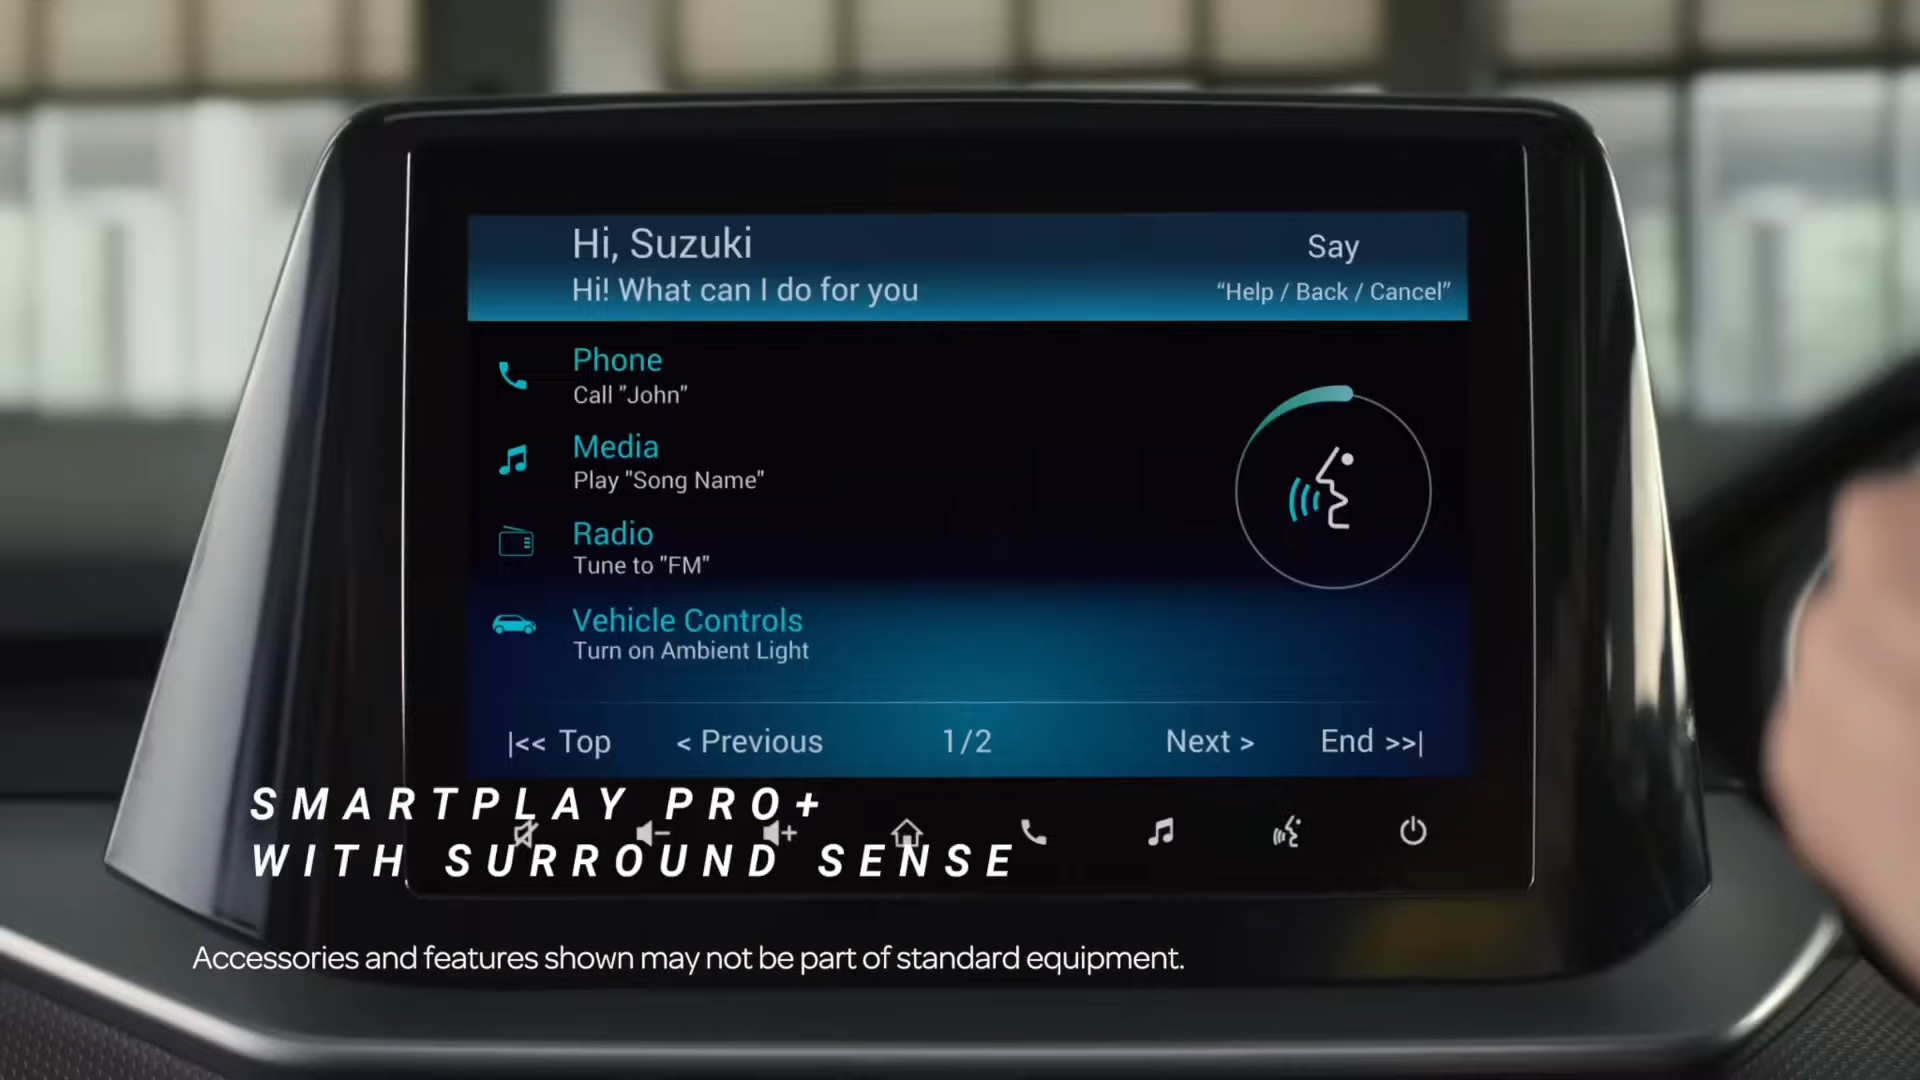 Hi, Suzuki
Say
Hi! What can I do for you
“Help / Back / Cancel”
Phone
Call "John"
Media
Play "Song Name"
Radio
Tune to "FM"
Vehicle Controls
Turn on Ambient Light
|<< Top < Previous 1/2 Next > End >>|
SMARTPLAY PRO+
WITH SURROUND SENSE
Accessories and features shown may not be part of standard equipment.